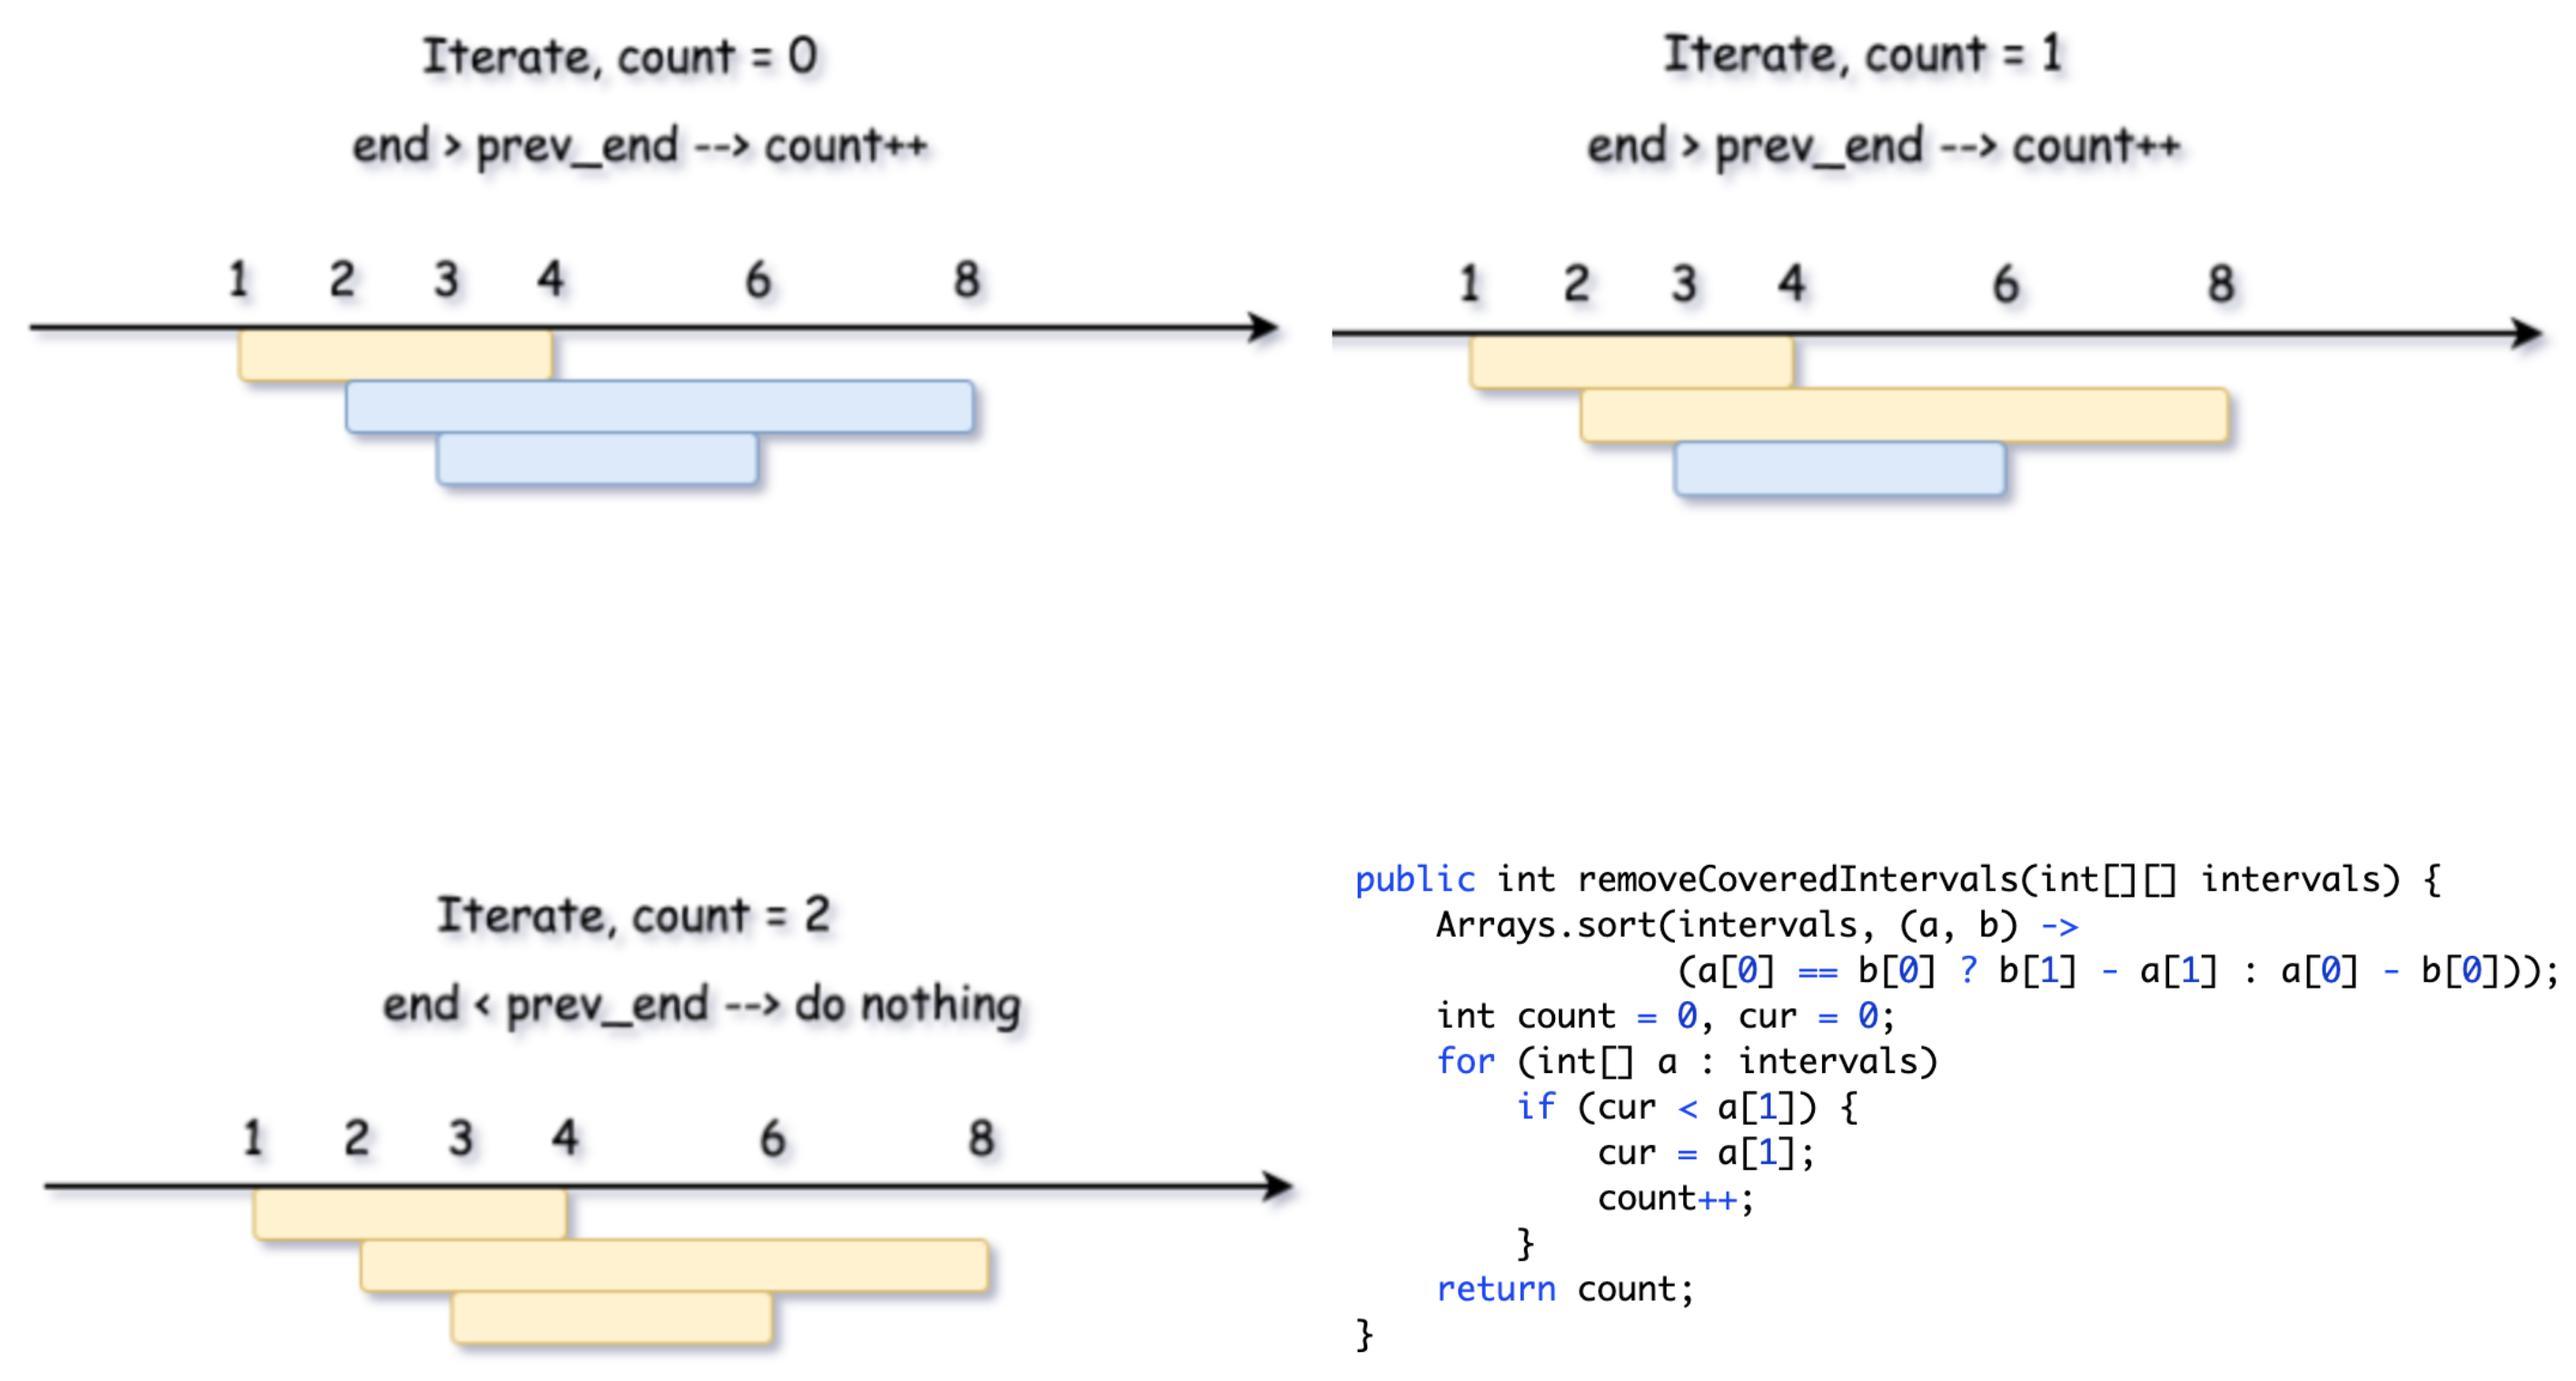 Iterate, count = 0
end > prev_end --> count++
1 2 3 4 6 8
Iterate, count = 1
end > prev_end --> count++
1 2 3 4 6 8
Iterate, count = 2
end < prev_end --> do nothing
1 2 3 4 6 8
public int removeCoveredIntervals(int[][] intervals) {
    Arrays.sort(intervals, (a, b) ->
                (a[0] == b[0] ? b[1] - a[1] : a[0] - b[0]));
    int count = 0, cur = 0;
    for (int[] a : intervals)
        if (cur < a[1]) {
            cur = a[1];
            count++;
        }
    return count;
}